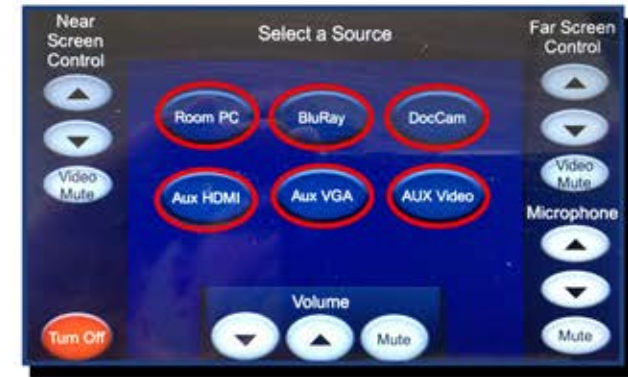 Near
Screen
Control
Select a Source
Far Screen
Control
Room PC
BluRay
DocCam
Video
Mute
Video
Mute
Aux HDMI
Aux VGA
AUX Video
Microphone
Volume
Turn Off
Mute
Mute